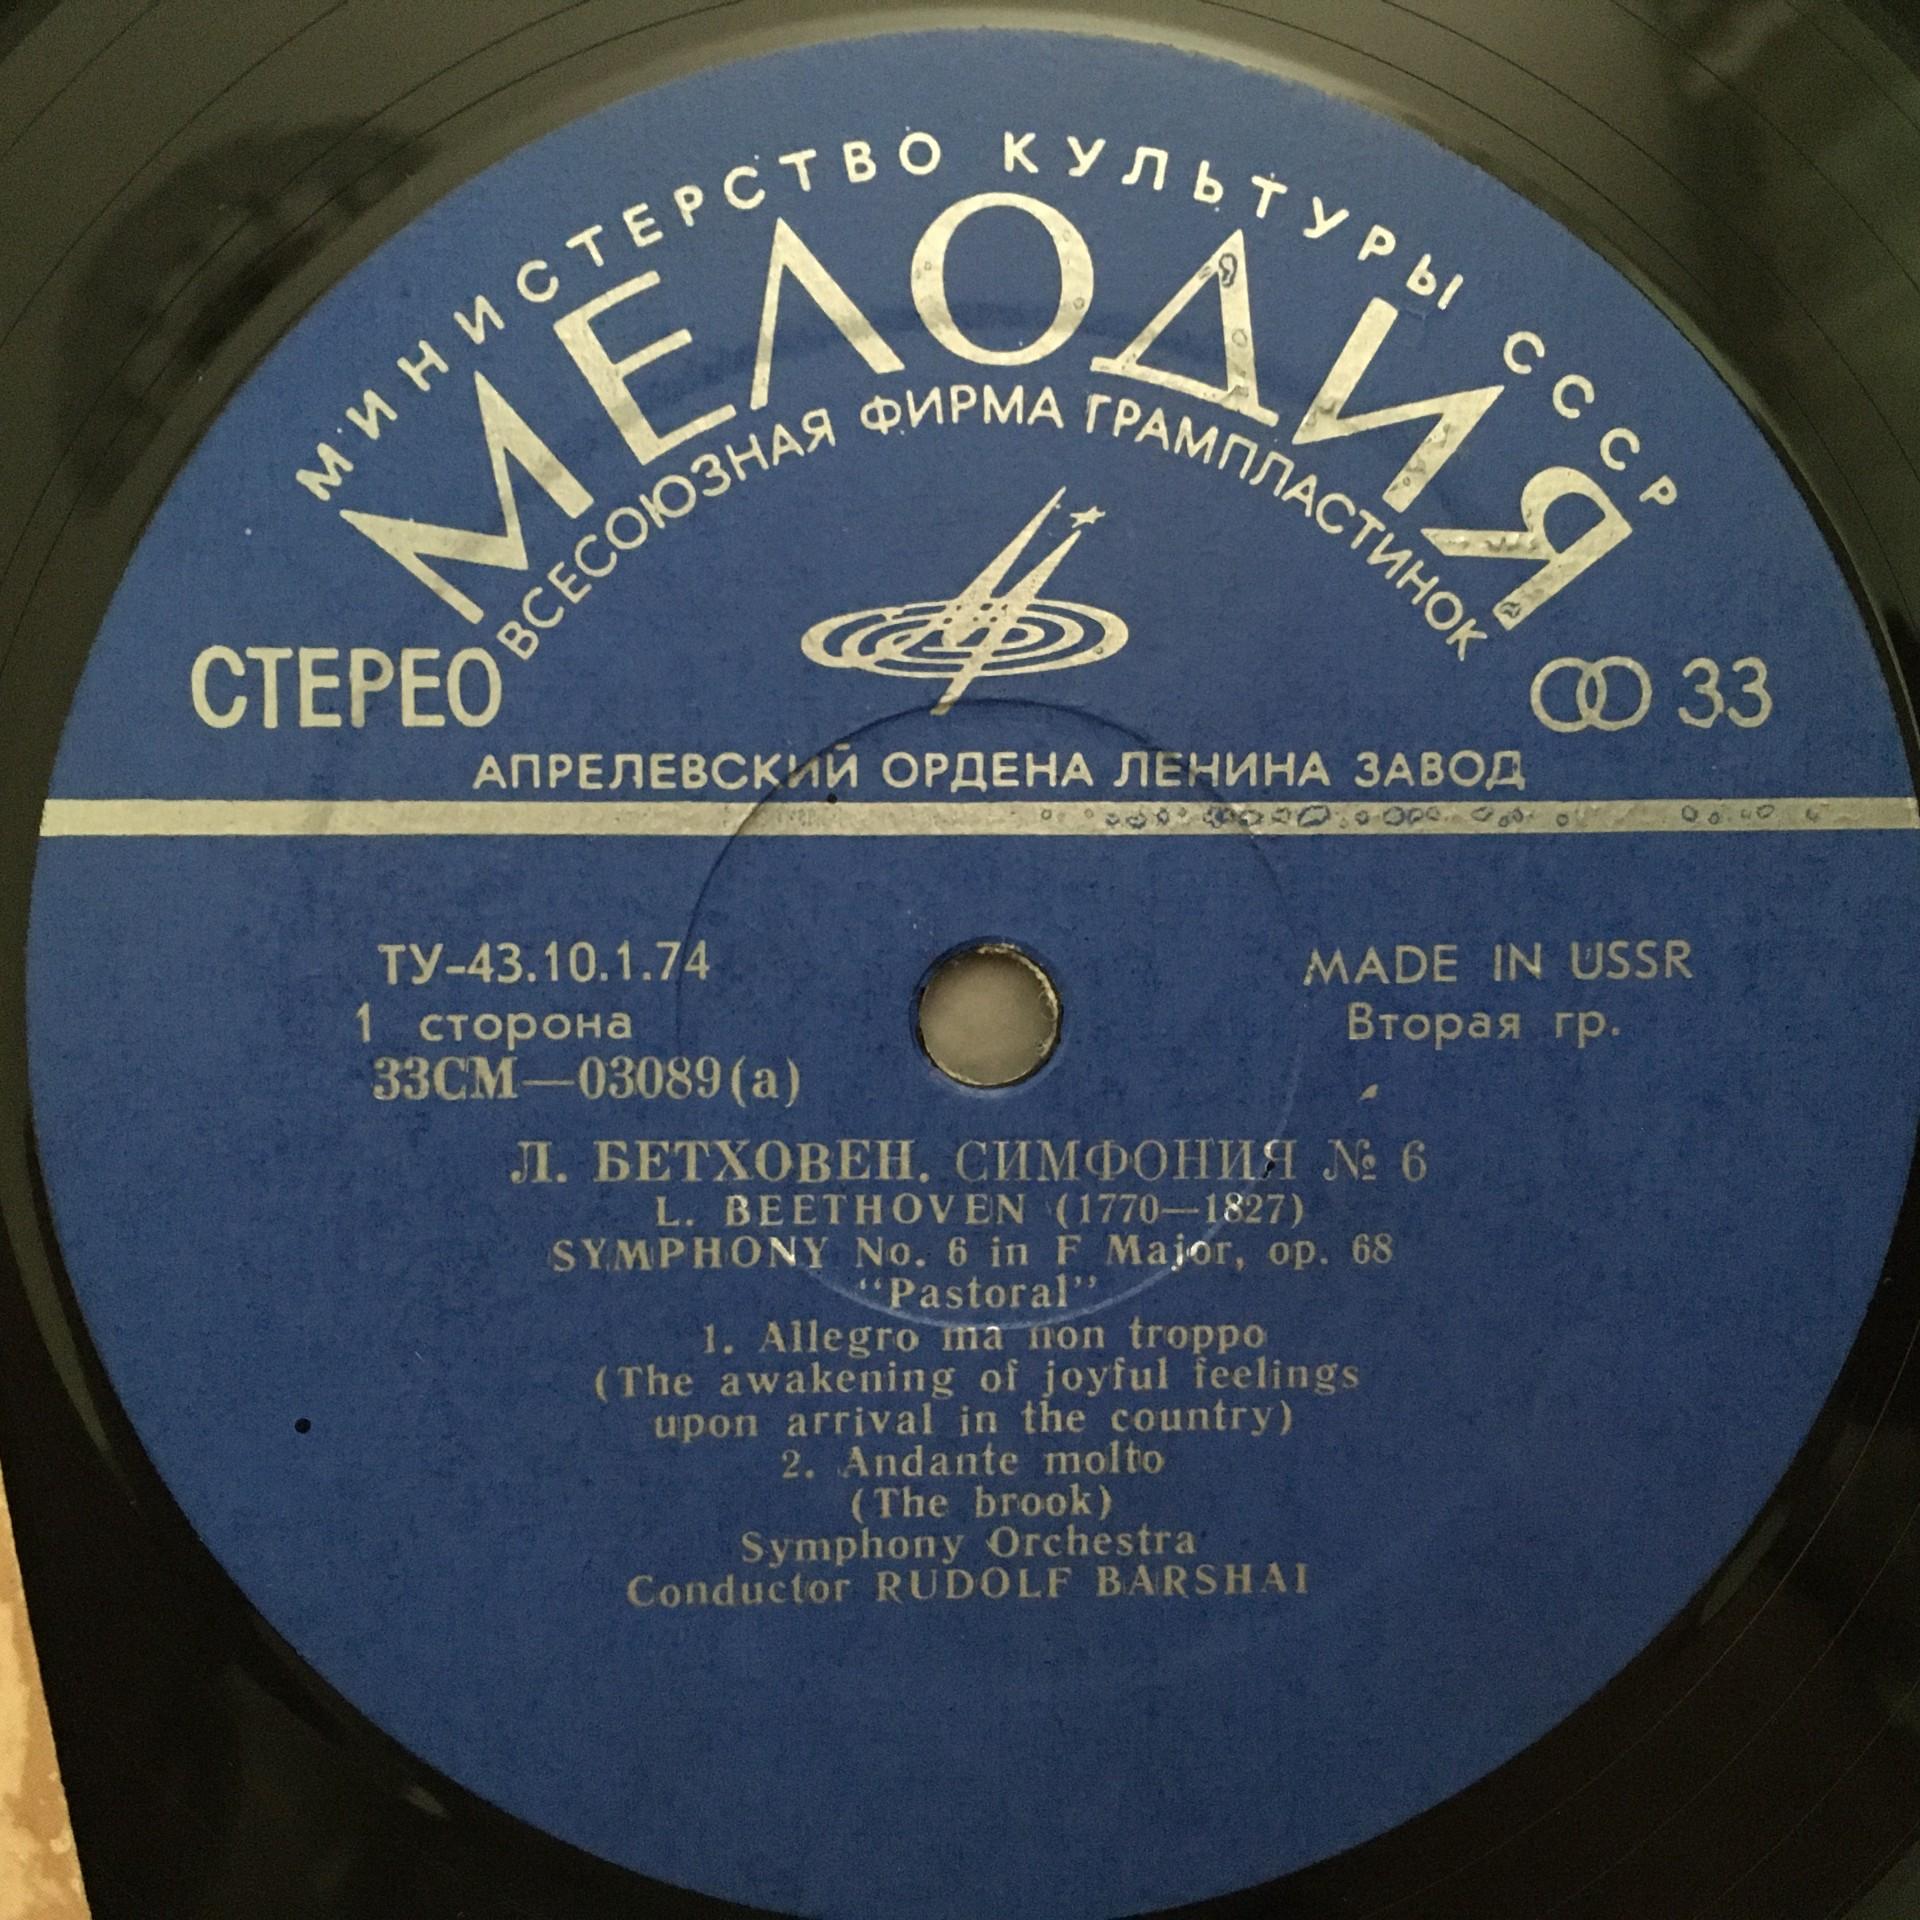 МИНИСТЕРСТВО КУЛЬТУРЫ СССР
МЕЛОДИЯ
ВСЕСОЮЗНАЯ ФИРМА ГРАМПЛАСТИНОК
СТЕРЕО
33
АПРЕЛЕВСКИЙ ОРДЕНА ЛЕНИНА ЗАВОД
ТУ-43.10.1.74
MADE IN USSR
1 сторона
Вторая гр.
33СМ—03089(а)
Л. БЕТХОВЕН. СИМФОНИЯ № 6
L. BEETHOVEN (1770—1827)
SYMPHONY No. 6 in F Major, op. 68
“Pastoral”
1. Allegro ma non troppo
(The awakening of joyful feelings
upon arrival in the country)
2. Andante molto
(The brook)
Symphony Orchestra
Conductor RUDOLF BARSHAI